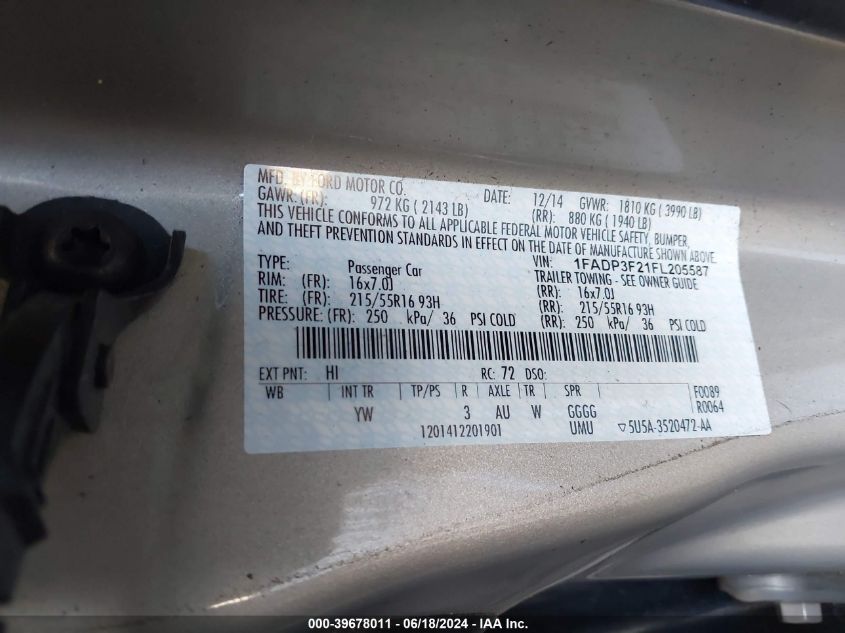 MFD. BY FORD MOTOR CO. DATE: 12/14 GVWR: 1810 KG ( 3990 LB)
GAWR: (FR): 972 KG ( 2143 LB) (RR): 880 KG ( 1940 LB)
THIS VEHICLE CONFORMS TO ALL APPLICABLE FEDERAL MOTOR VEHICLE SAFETY, BUMPER,
AND THEFT PREVENTION STANDARDS IN EFFECT ON THE DATE OF MANUFACTURE SHOWN ABOVE.
VIN: 1FADP3F21FL205587
TYPE: Passenger Car TRAILER TOWING - SEE OWNER GUIDE
RIM: (FR): 16x7.0J (RR): 16x7.0J
TIRE: (FR): 215/55R16 93H (RR): 215/55R16 93H
PRESSURE: (FR): 250 kPa/ 36 PSI COLD (RR): 250 kPa/ 36 PSI COLD
EXT PNT: HI RC: 72 DSO:
WB INT TR TP/PS R AXLE TR SPR F0089
YW 3 AU W GGGG R0064
1201412201901 UMU ▽5U5A-3520472-AA
000-39678011 - 06/18/2024 - IAA Inc.